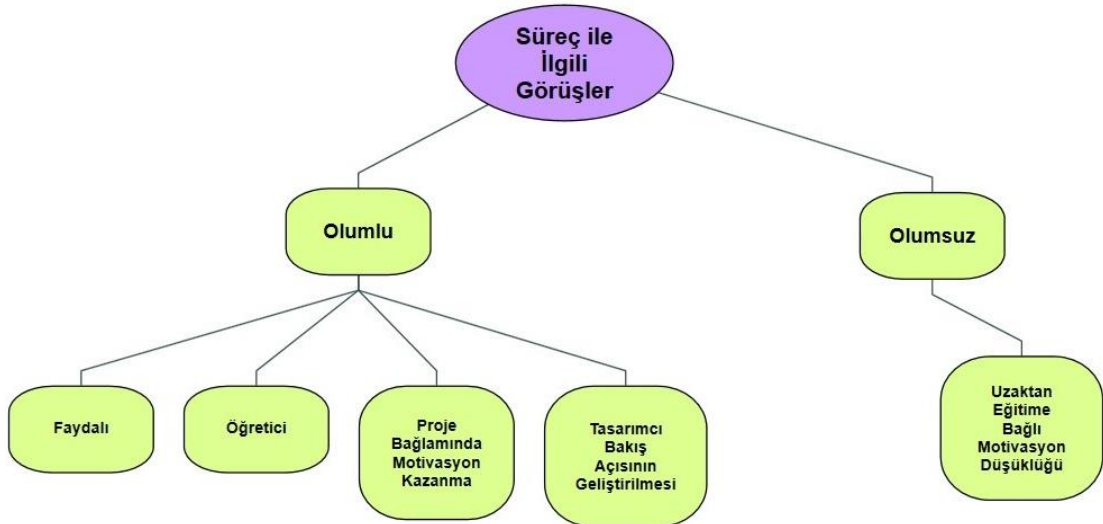 Süreç ile
İlgili
Görüşler
Olumlu
Olumsuz
Faydalı
Öğretici
Proje
Bağlamında
Motivasyon
Kazanma
Tasarımcı
Bakış
Açısının
Geliştirilmesi
Uzaktan
Eğitime
Bağlı
Motivasyon
Düşüklüğü